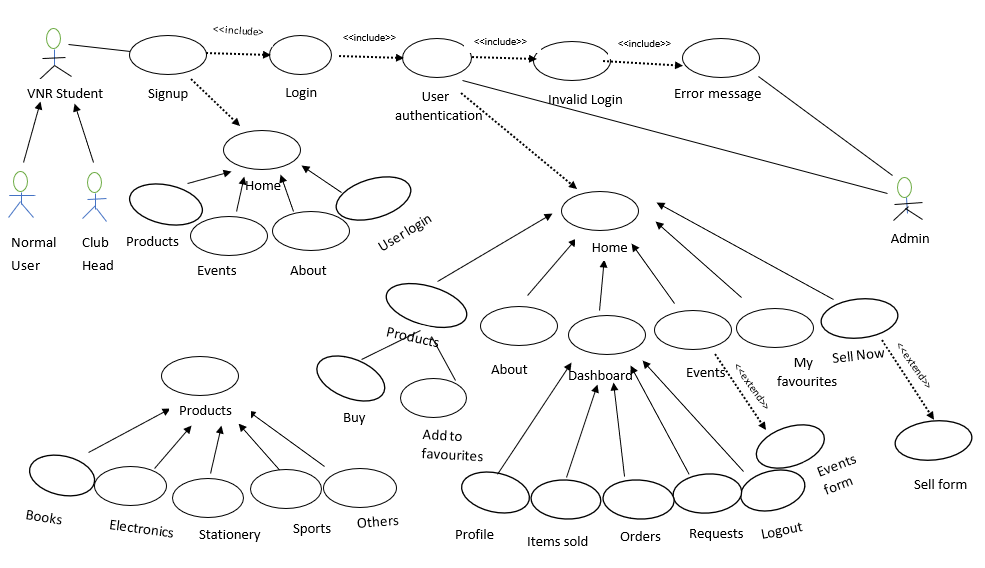 <<include>
<<include>>
<<include>>
<<include>>
VNR Student
Signup
Login
User
authentication
Invalid Login
Error message
Home
Products
Events
About
User login
Normal
User
Club
Head
Admin
Home
Products
About
Dashboard
Events
My
favourites
Sell Now
<<extend>>
<<extend>>
Buy
Add to
favourites
Events
form
Sell form
Products
Books
Electronics
Stationery
Sports
Others
Profile
Items sold
Orders
Requests
Logout